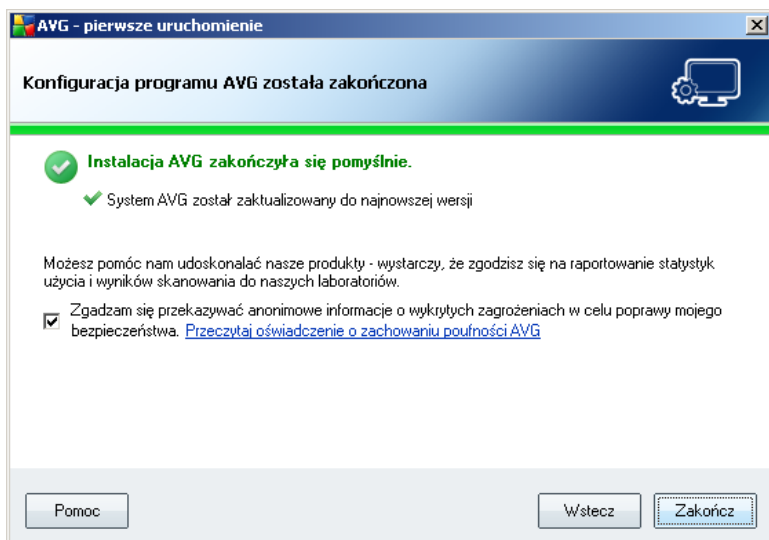 AVG - pierwsze uruchomienie
Konfiguracja programu AVG została zakończona
Instalacja AVG zakończyła się pomyślnie.
System AVG został zaktualizowany do najnowszej wersji
Możesz pomóc nam udoskonalać nasze produkty - wystarczy, że zgodzisz się na raportowanie statystyk
użycia i wyników skanowania do naszych laboratoriów.
Zgadzam się przekazywać anonimowe informacje o wykrytych zagrożeniach w celu poprawy mojego
bezpieczeństwa. Przeczytaj oświadczenie o zachowaniu poufności AVG
Pomoc
Wstecz
Zakończ